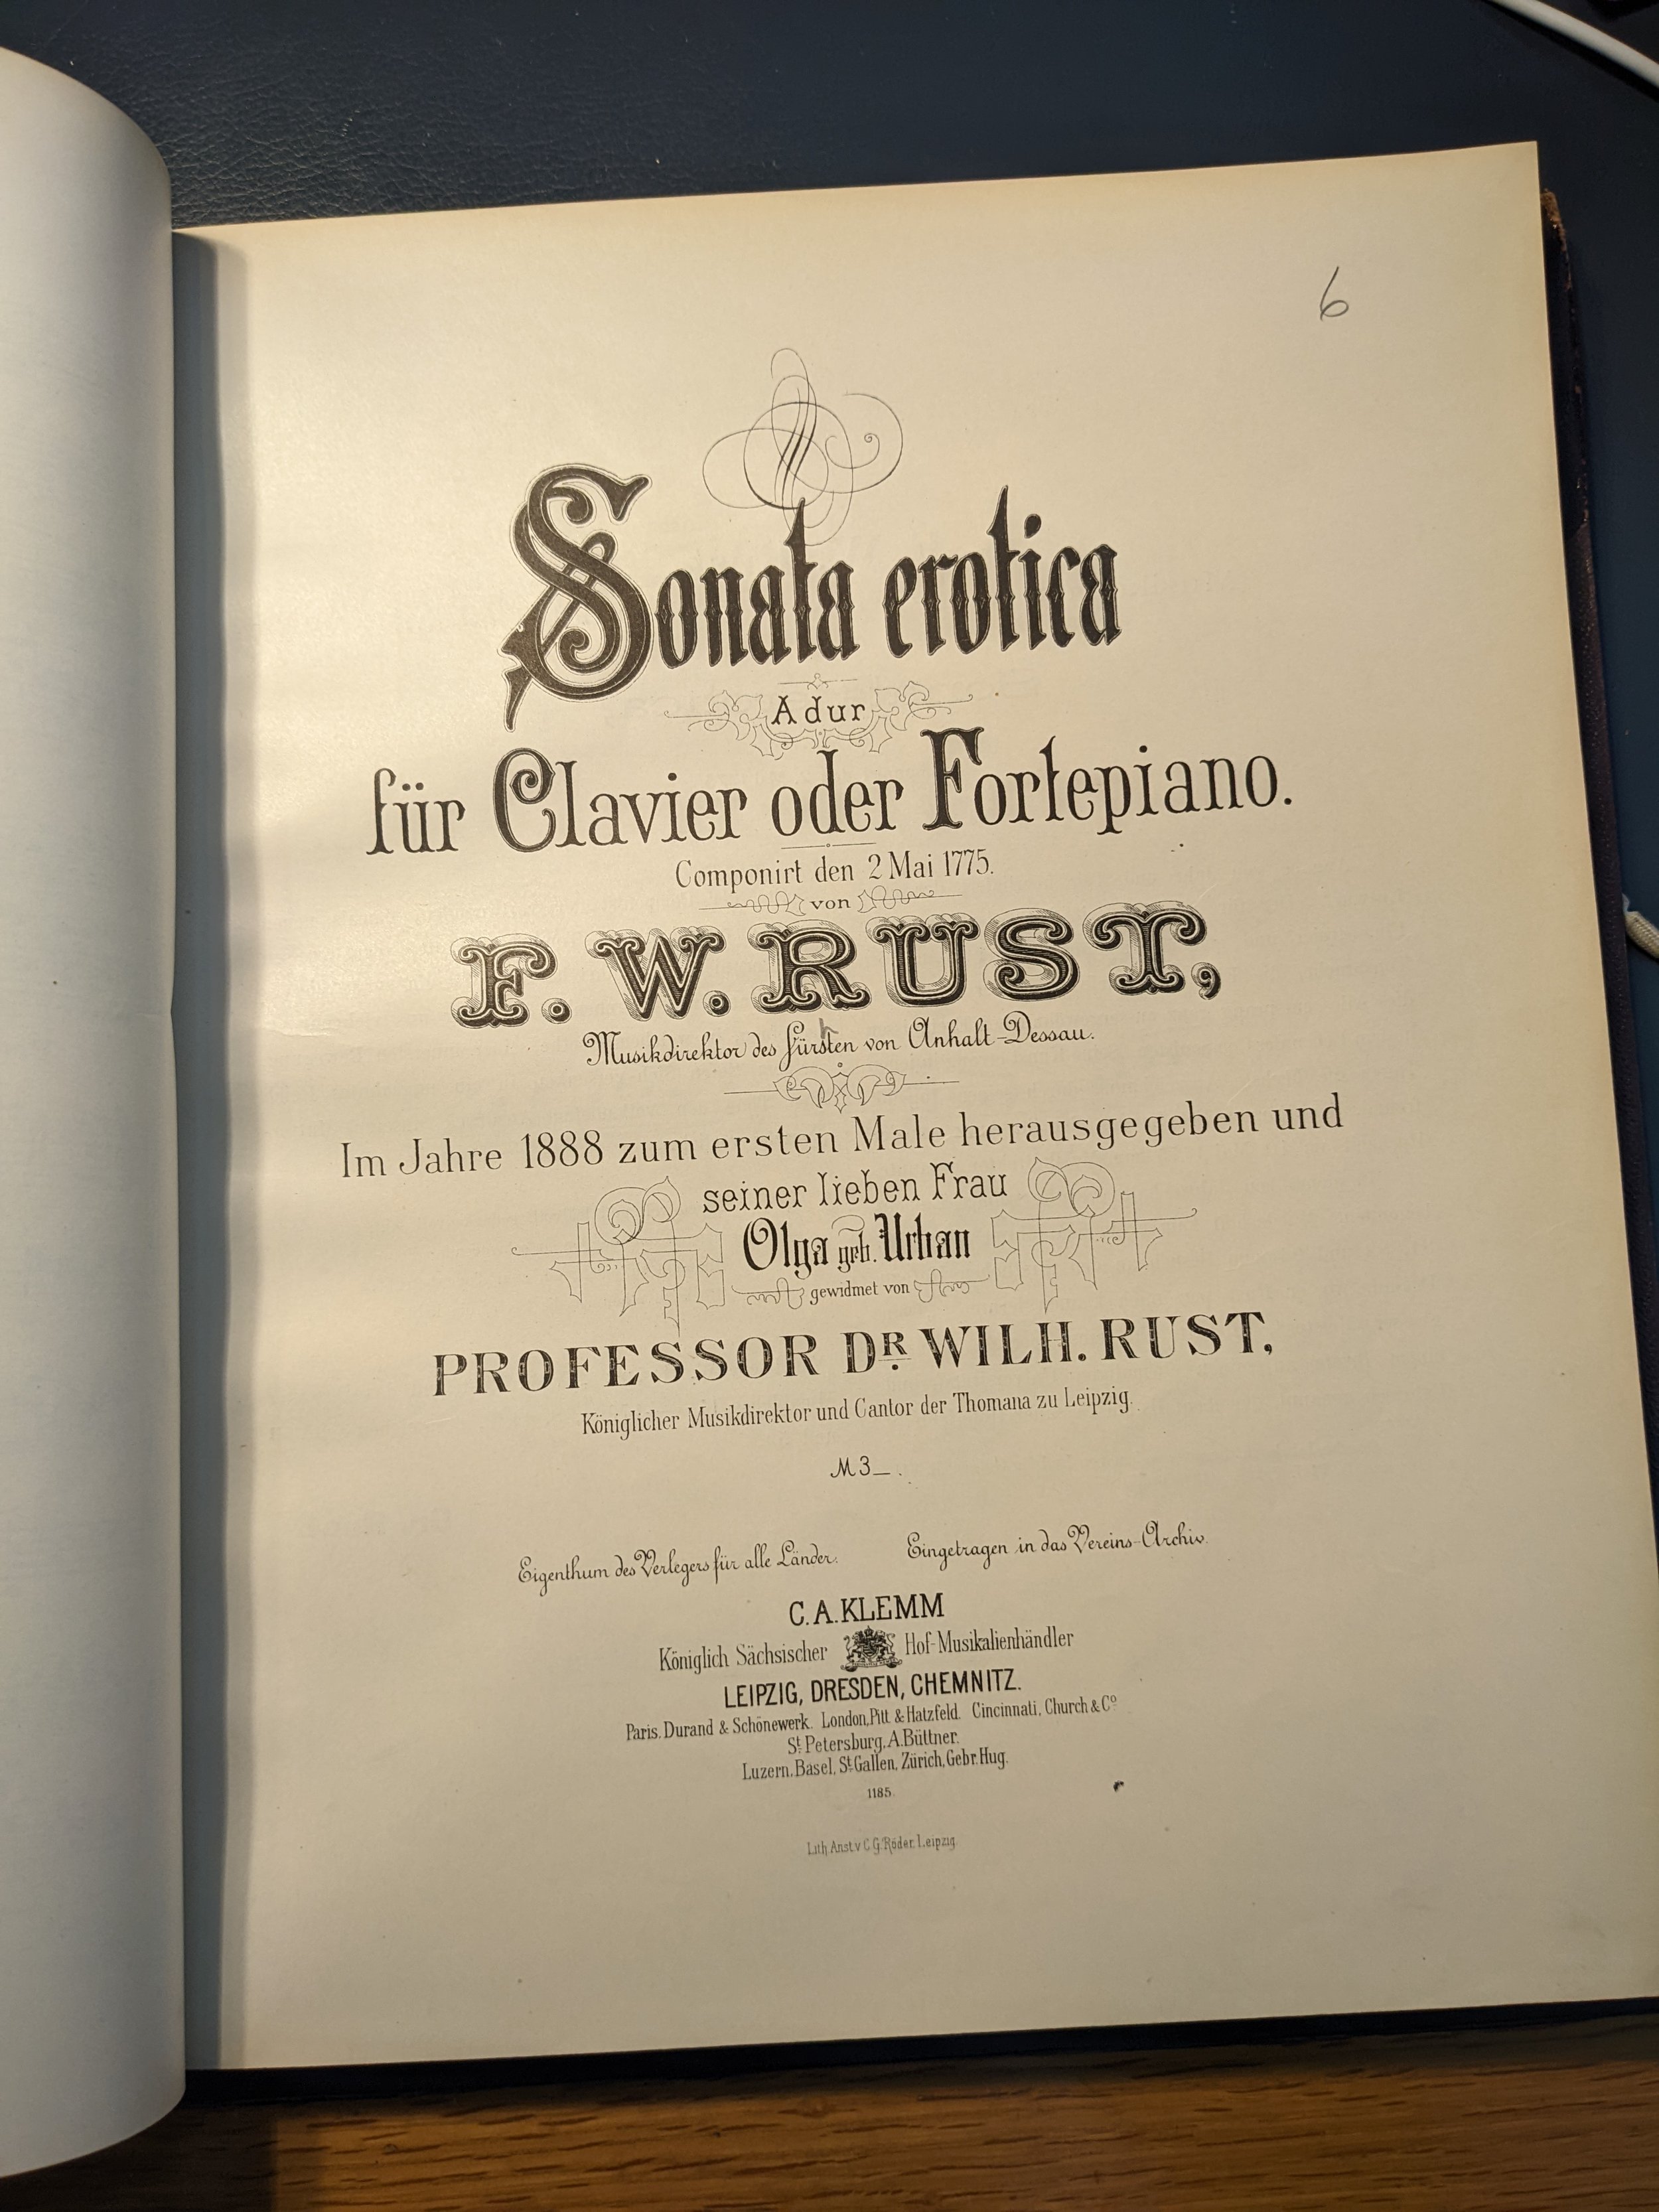 6
Sonata erotica
A dur
für Clavier oder Fortepiano.
Componirt den 2 Mai 1775.
von
F. W. RUST,
Musikdirektor des Fürsten von Anhalt-Dessau.
Im Jahre 1888 zum ersten Male herausgegeben und
seiner lieben Frau
Olga geb. Urban
gewidmet von
PROFESSOR DR. WILH. RUST,
Königlicher Musikdirektor und Cantor der Thomana zu Leipzig.
M 3_.
Eigenthum des Verlegers für alle Länder. Eingetragen in das Vereins-Archiv.
C. A. KLEMM
Königlich Sächsischer Hof-Musikalienhändler
LEIPZIG, DRESDEN, CHEMNITZ.
Paris. Durand & Schönewerk. London, Pitt & Hatzfeld. Cincinnati, Church & Co
St. Petersburg. A. Büttner.
Luzern. Basel, St. Gallen, Zürich, Gebr. Hug.
1185.
Lith Anst. v C. G. Röder. Leipzig.